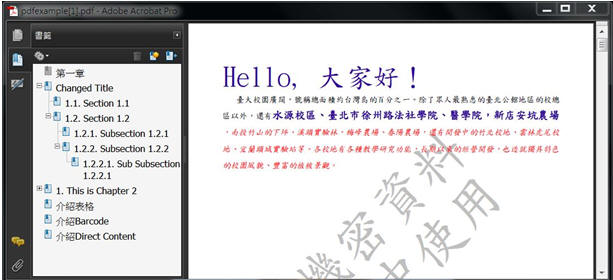 pdfexample[1].pdf - Adobe Acrobat Pro
書籤
第一章
Changed Title
1.1. Section 1.1
1.2. Section 1.2
1.2.1. Subsection 1.2.1
1.2.2. Subsection 1.2.2
1.2.2.1. Sub Subsection
1.2.2.1
1. This is Chapter 2
介紹表格
介紹Barcode
介紹Direct Content
Hello, 大家好！
臺大校園廣闊，號稱總面積約台灣島的百分之一。除了眾人最熟悉的臺北公館地區的校總
區以外，還有水源校區、臺北市徐州路法社學院、醫學院，新店安坑農場
，南投竹山的下坪、溪頭實驗林、梅峰農場、春陽農場，還有開發中的竹北校地、雲林虎尾校
地、宜蘭頭城實驗站等。各校地有各種教學研究功能，長期以來的經營開發，也造就獨具特色
的校園風貌、豐富的植被景觀。
機密資料
中使用